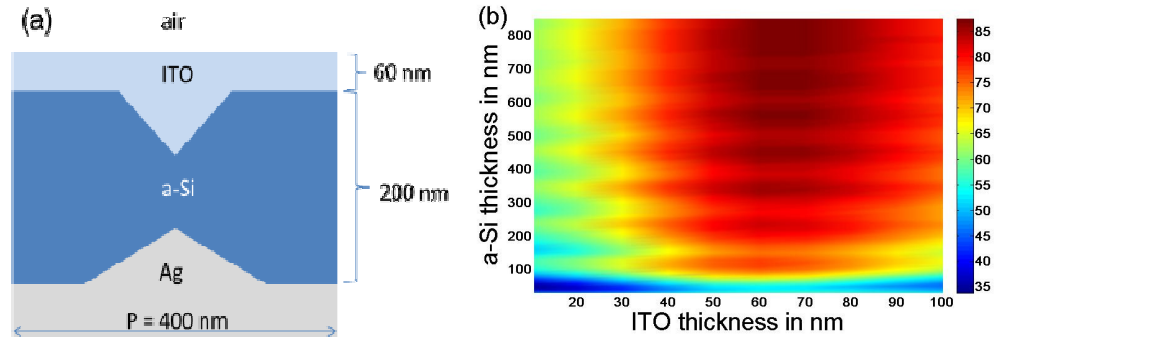 (a)
air
ITO
60 nm
a-Si
200 nm
Ag
P = 400 nm
(b)
a-Si thickness in nm
800
700
600
500
400
300
200
100
20 30 40 50 60 70 80 90 100
ITO thickness in nm
85
80
75
70
65
60
55
50
45
40
35